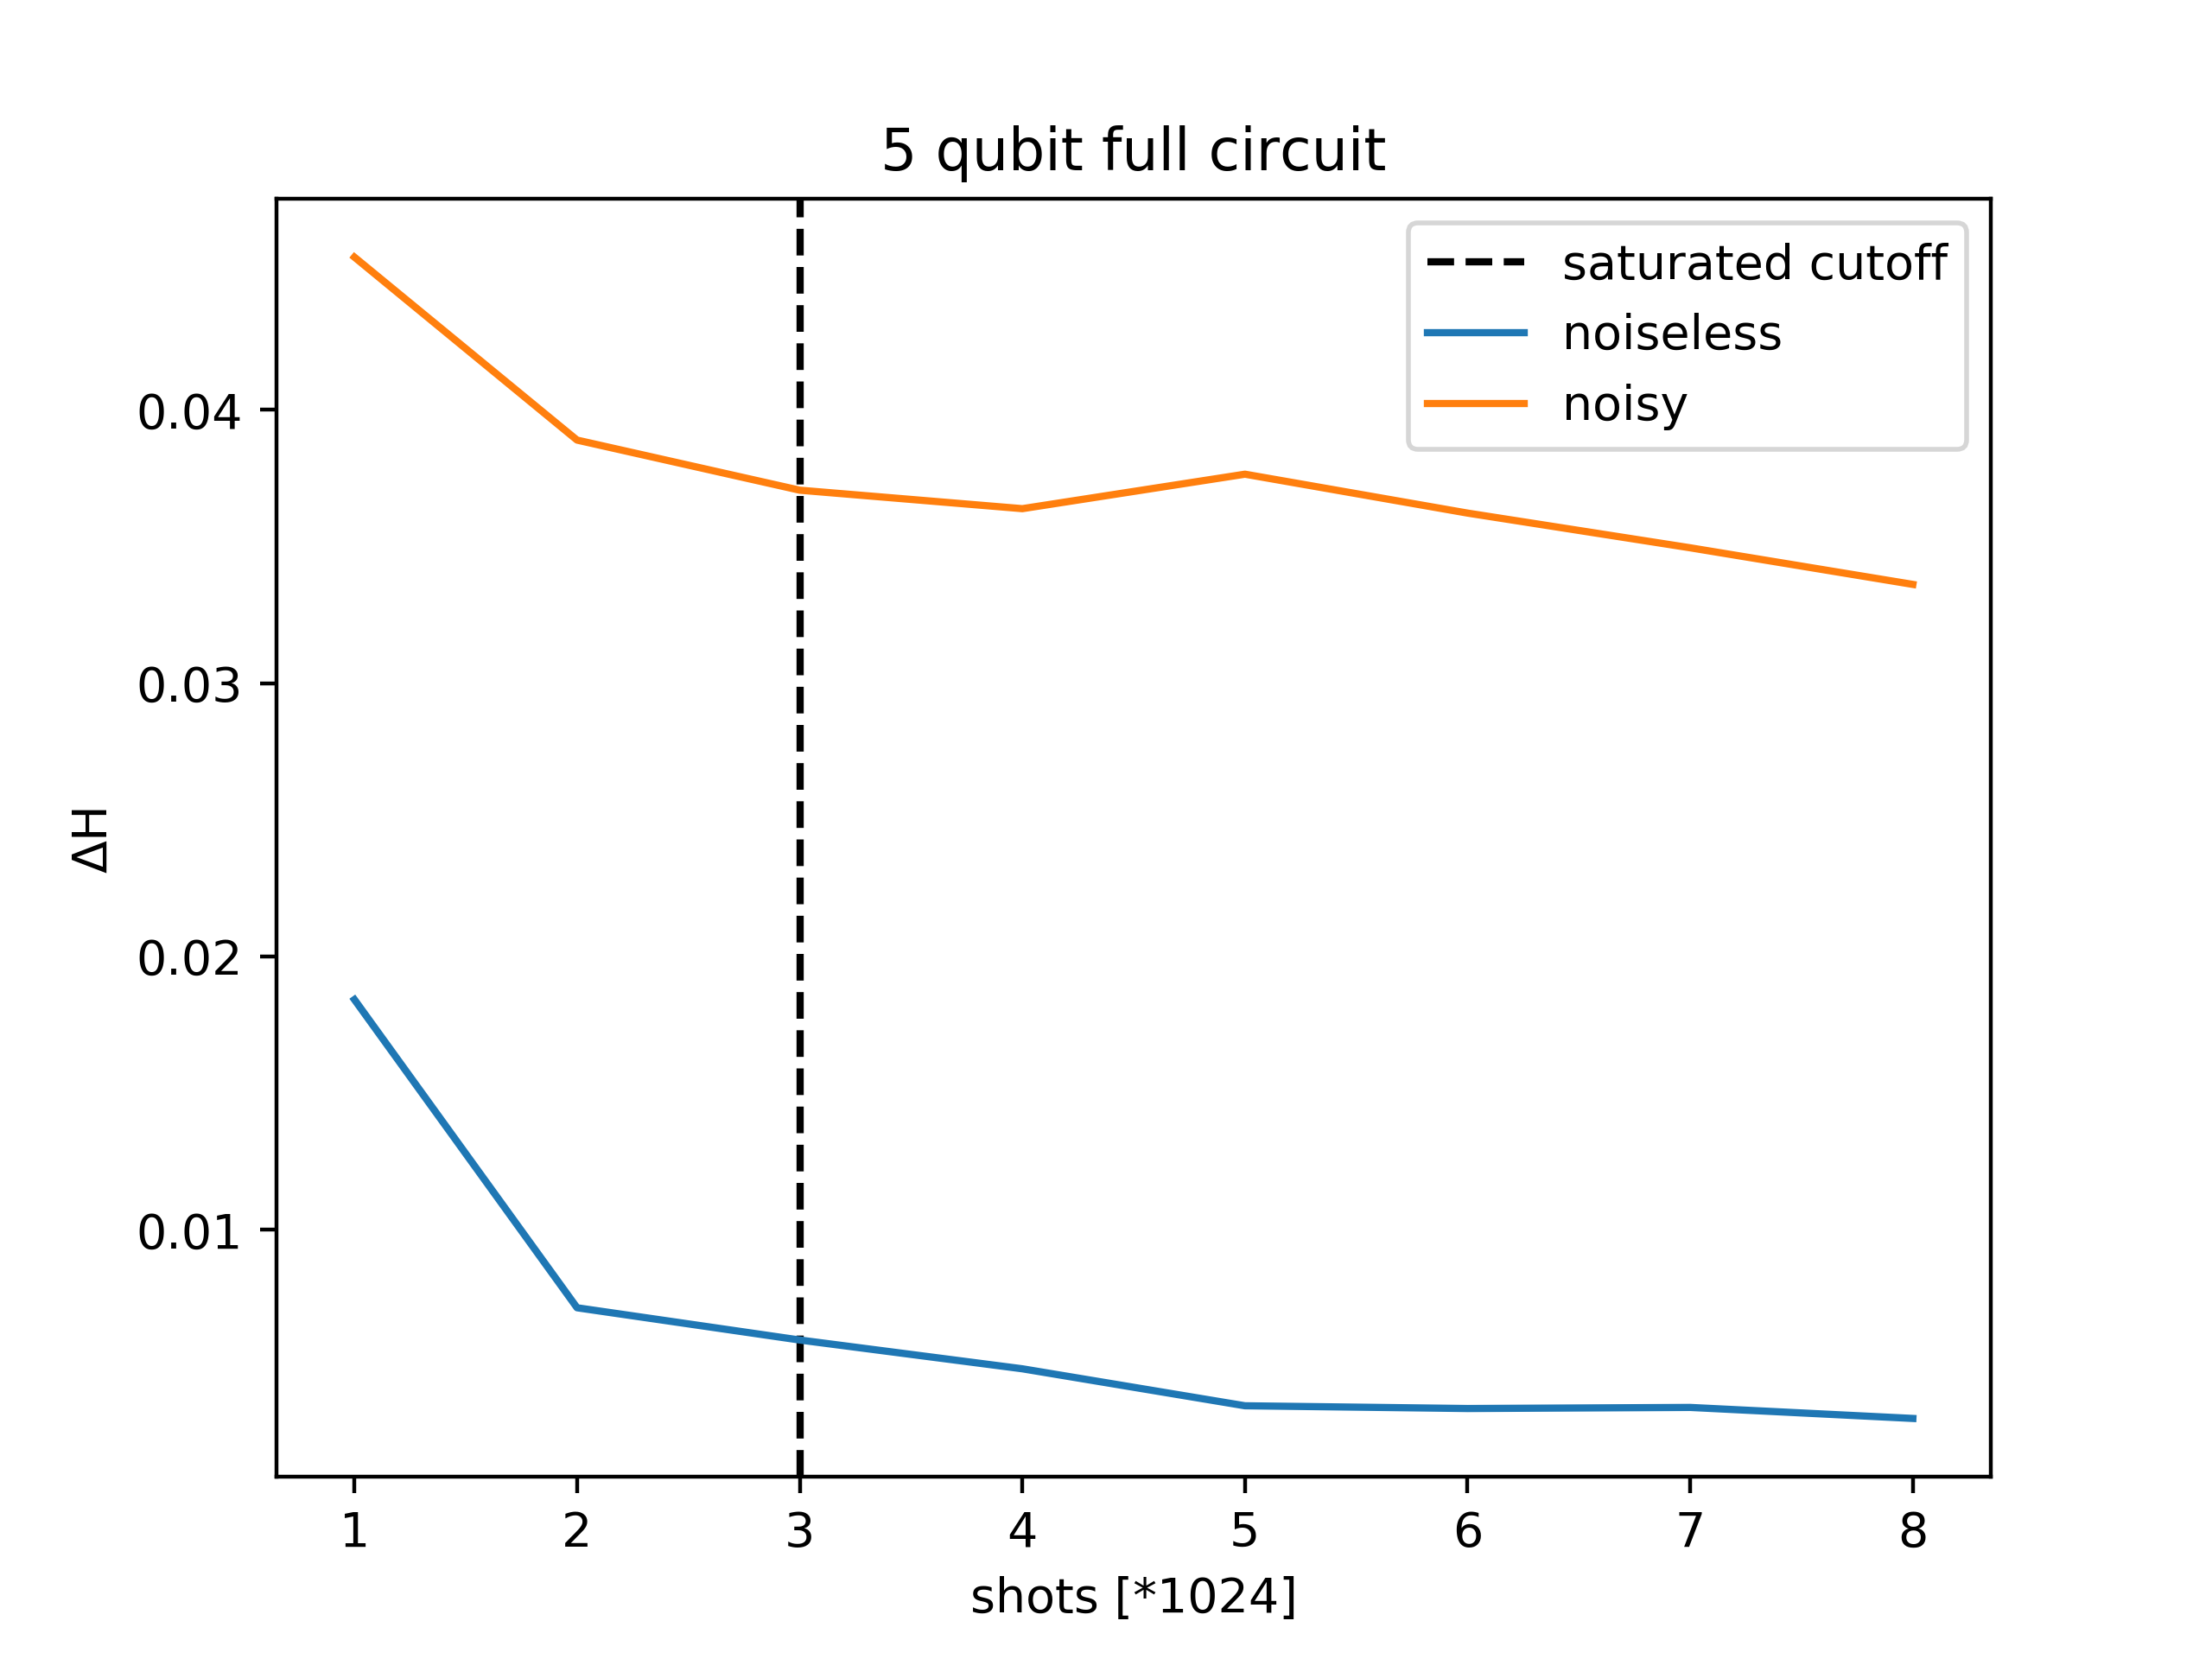 5 qubit full circuit
saturated cutoff
noiseless
noisy
0.04
0.03
0.02
0.01
ΔH
1 2 3 4 5 6 7 8
shots [*1024]